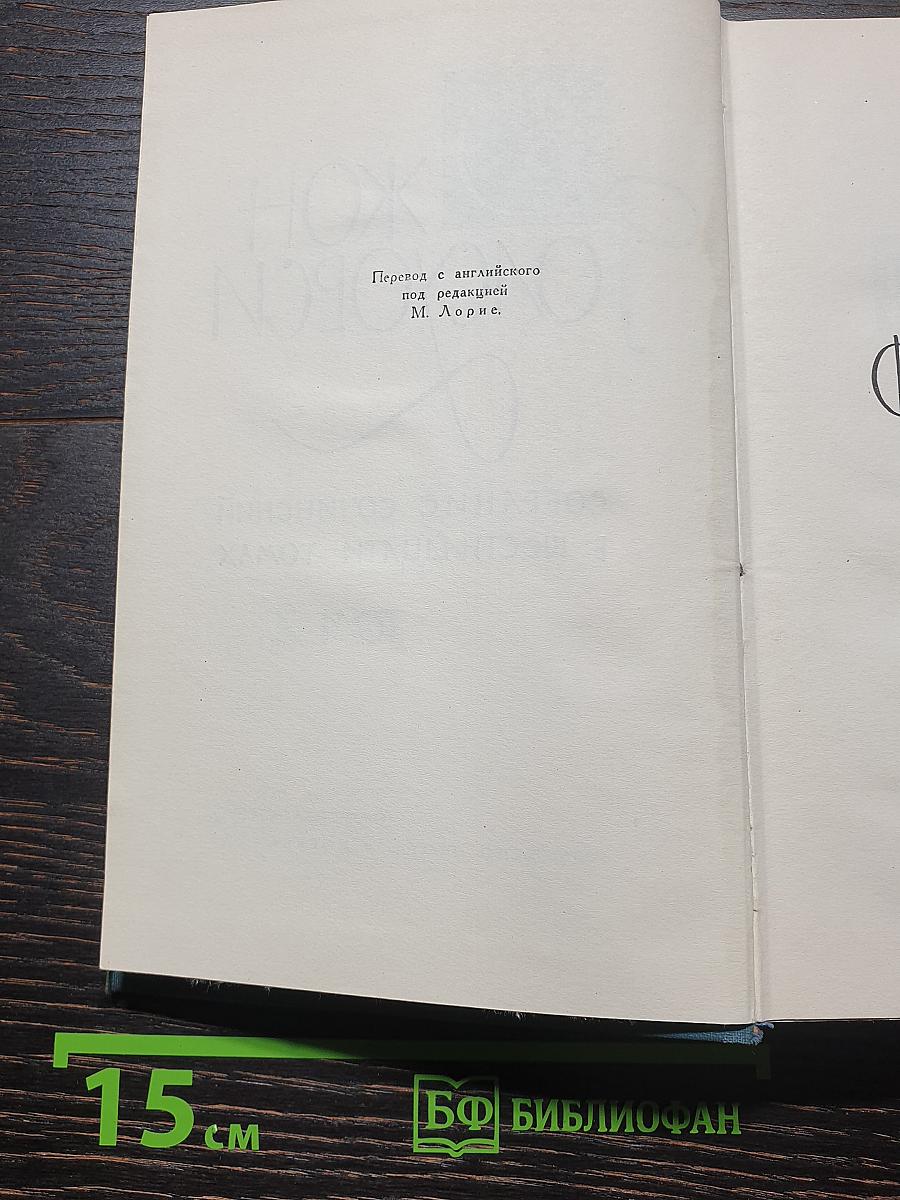 Перевод с английского
под редакцией
М. Лорие.
Ф
15 см
БФ БИБЛИОФАН